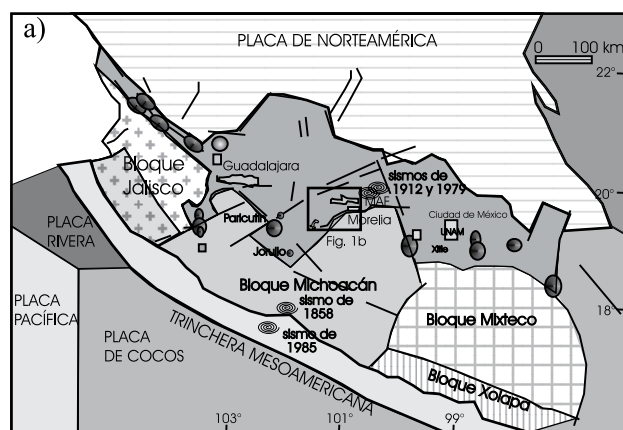 a)
PLACA DE NORTEAMÉRICA
0 100 km
22°
Bloque
Jalisco
Guadalajara
sismos de
1912 y 1979
20°
MAF
Morelia
Ciudad de México
UNAM
Xitle
PLACA
RIVERA
Paricutín
Jorullo
Fig. 1b
Bloque Michoacán
sismo de
1858
18°
PLACA
PACÍFICA
Bloque Mixteco
sismo de
1985
PLACA
DE COCOS
TRINCHERA MESOAMERICANA
Bloque Xolapa
103°
101°
99°